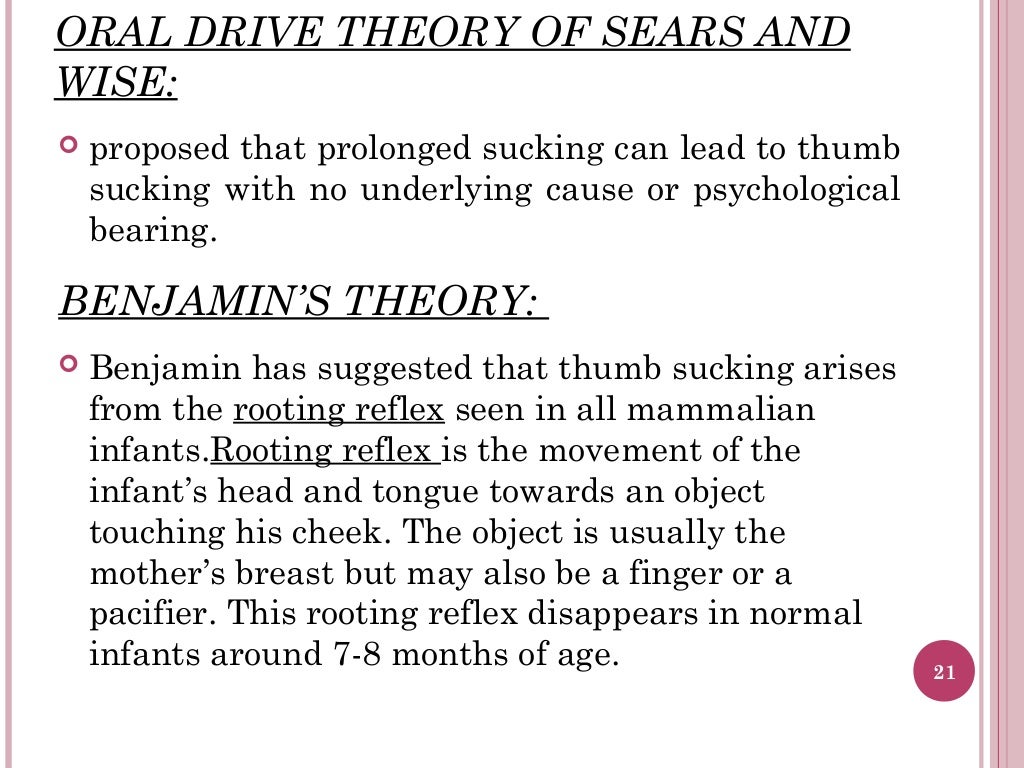 ORAL DRIVE THEORY OF SEARS AND
WISE:
proposed that prolonged sucking can lead to thumb
sucking with no underlying cause or psychological
bearing.
BENJAMIN’S THEORY:
Benjamin has suggested that thumb sucking arises
from the rooting reflex seen in all mammalian
infants.Rooting reflex is the movement of the
infant’s head and tongue towards an object
touching his cheek. The object is usually the
mother’s breast but may also be a finger or a
pacifier. This rooting reflex disappears in normal
infants around 7-8 months of age.
21